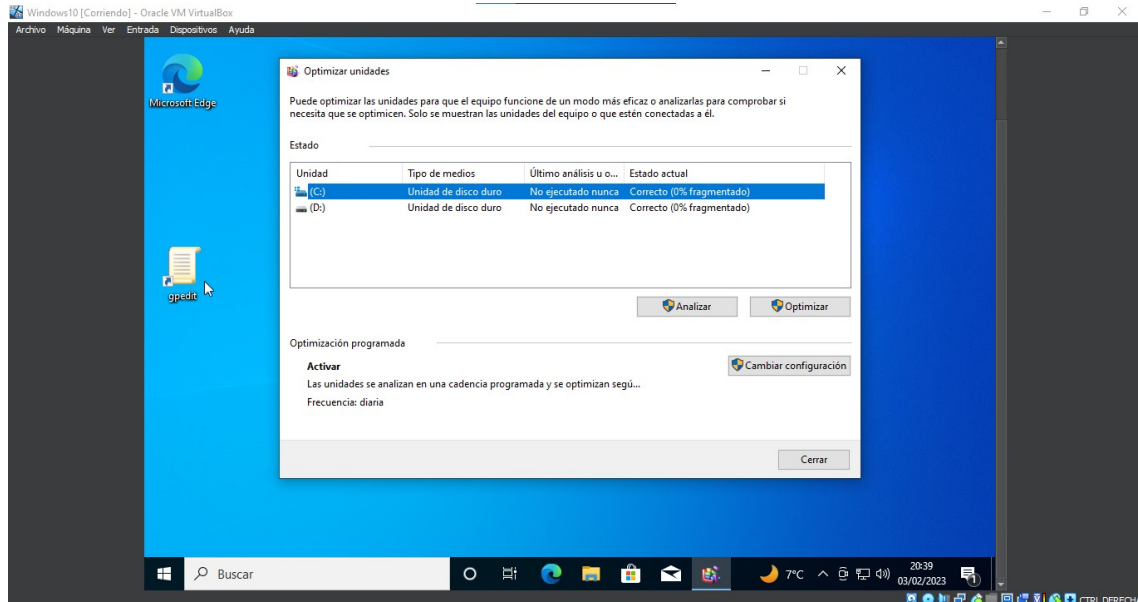 Windows10 [Corriendo] - Oracle VM VirtualBox
Archivo Máquina Ver Entrada Dispositivos Ayuda
Microsoft Edge
gpedit
Optimizar unidades
Puede optimizar las unidades para que el equipo funcione de un modo más eficaz o analizarlas para comprobar si
necesita que se optimicen. Solo se muestran las unidades del equipo o que estén conectadas a él.
Estado
Unidad Tipo de medios Último análisis u o... Estado actual
(C:) Unidad de disco duro No ejecutado nunca Correcto (0% fragmentado)
(D:) Unidad de disco duro No ejecutado nunca Correcto (0% fragmentado)
Analizar Optimizar
Optimización programada
Activar
Cambiar configuración
Las unidades se analizan en una cadencia programada y se optimizan segú...
Frecuencia: diaria
Cerrar
Buscar
7°C
20:39
03/02/2023
CTRL DERECHA